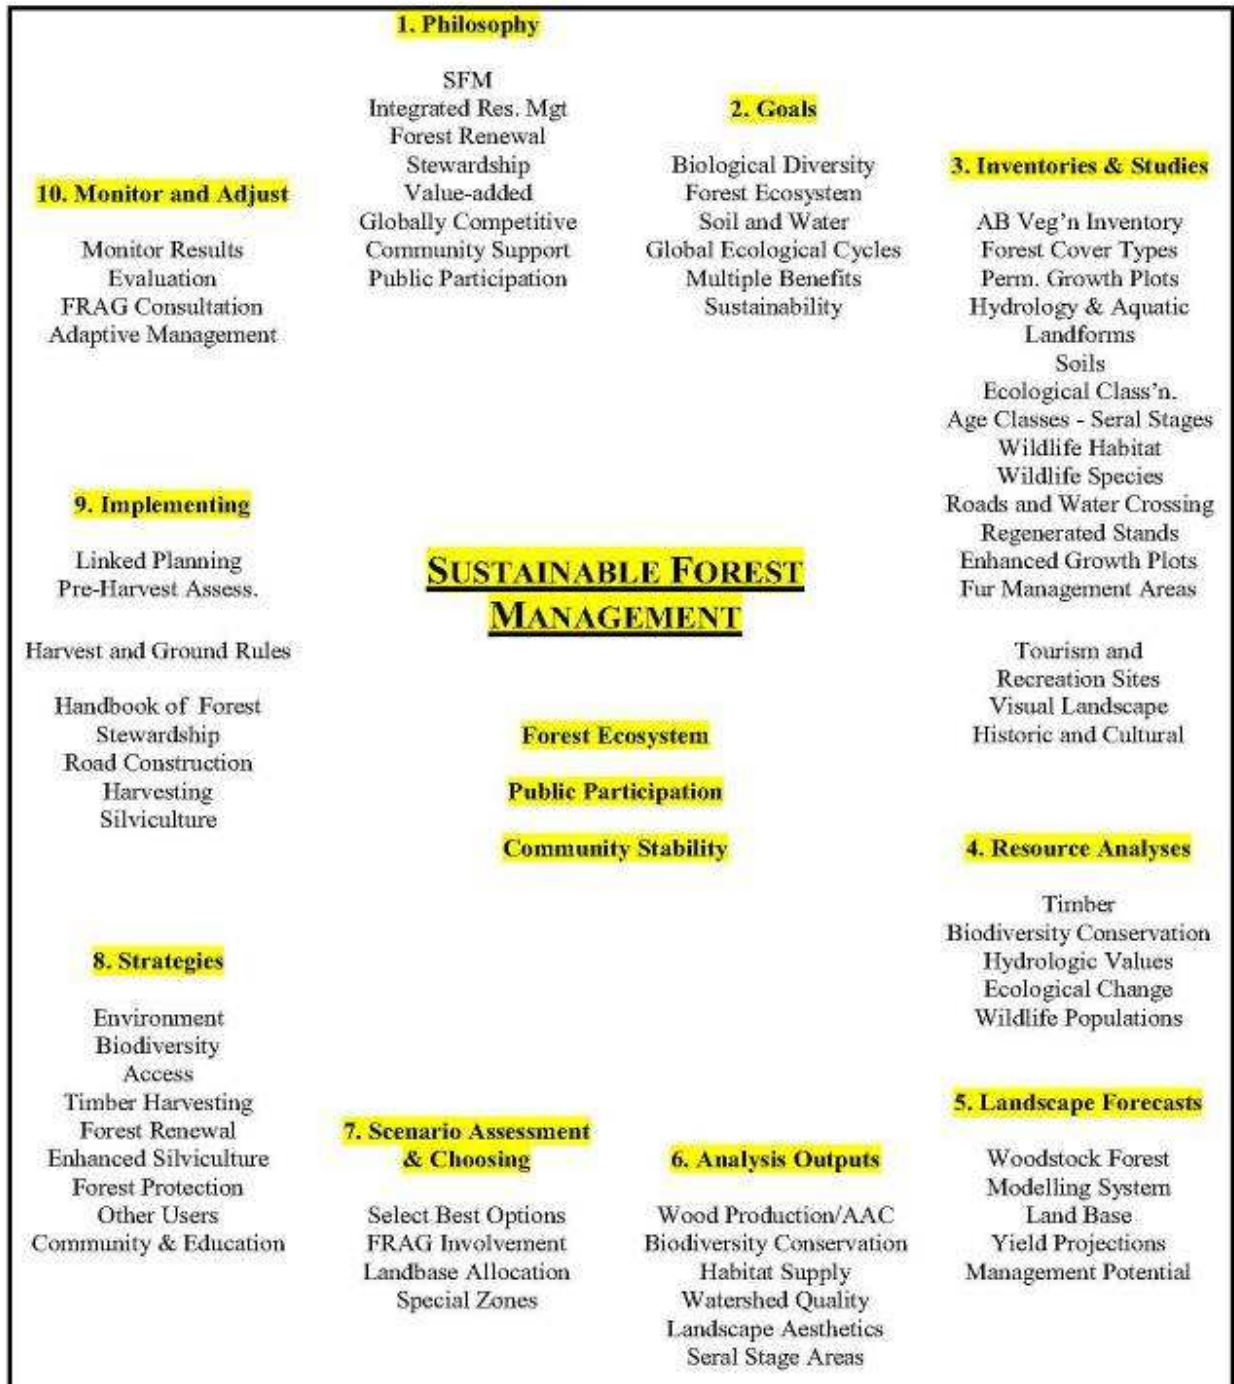 1. Philosophy
SFM
Integrated Res. Mgt
Forest Renewal
Stewardship
Value-added
Globally Competitive
Community Support
Public Participation
2. Goals
Biological Diversity
Forest Ecosystem
Soil and Water
Global Ecological Cycles
Multiple Benefits
Sustainability
3. Inventories & Studies
AB Veg’n Inventory
Forest Cover Types
Perm. Growth Plots
Hydrology & Aquatic
Landforms
Soils
Ecological Class’n.
Age Classes - Seral Stages
Wildlife Habitat
Wildlife Species
Roads and Water Crossing
Regenerated Stands
Enhanced Growth Plots
Fur Management Areas
Tourism and
Recreation Sites
Visual Landscape
Historic and Cultural
4. Resource Analyses
Timber
Biodiversity Conservation
Hydrologic Values
Ecological Change
Wildlife Populations
5. Landscape Forecasts
Woodstock Forest
Modelling System
Land Base
Yield Projections
Management Potential
6. Analysis Outputs
Wood Production/AAC
Biodiversity Conservation
Habitat Supply
Watershed Quality
Landscape Aesthetics
Seral Stage Areas
7. Scenario Assessment
& Choosing
Select Best Options
FRAG Involvement
Landbase Allocation
Special Zones
8. Strategies
Environment
Biodiversity
Access
Timber Harvesting
Forest Renewal
Enhanced Silviculture
Forest Protection
Other Users
Community & Education
9. Implementing
Linked Planning
Pre-Harvest Assess.
Harvest and Ground Rules
Handbook of Forest
Stewardship
Road Construction
Harvesting
Silviculture
10. Monitor and Adjust
Monitor Results
Evaluation
FRAG Consultation
Adaptive Management
SUSTAINABLE FOREST
MANAGEMENT
Forest Ecosystem
Public Participation
Community Stability